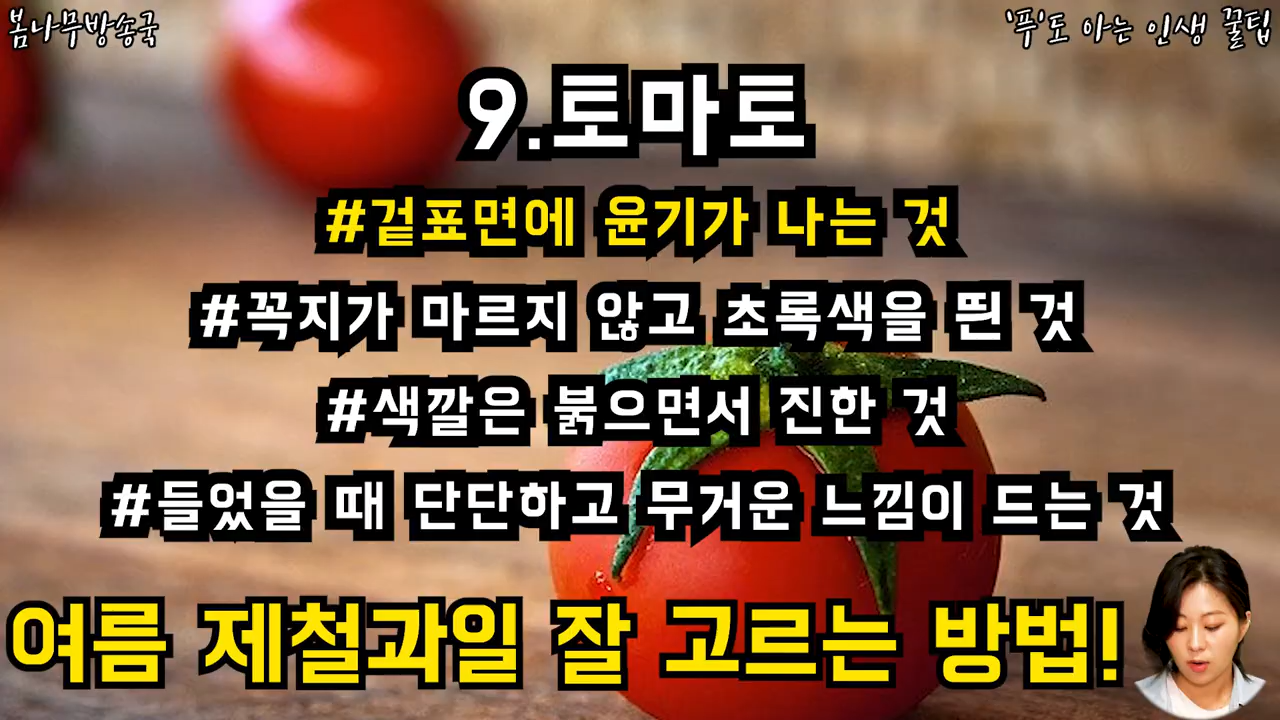 봄나무방송국
'푸'도 아는 인생 꿀팁
9.토마토
#겉표면에 윤기가 나는 것
#꼭지가 마르지 않고 초록색을 띈 것
#색깔은 붉으면서 진한 것
#들었을 때 단단하고 무거운 느낌이 드는 것
여름 제철과일 잘 고르는 방법!